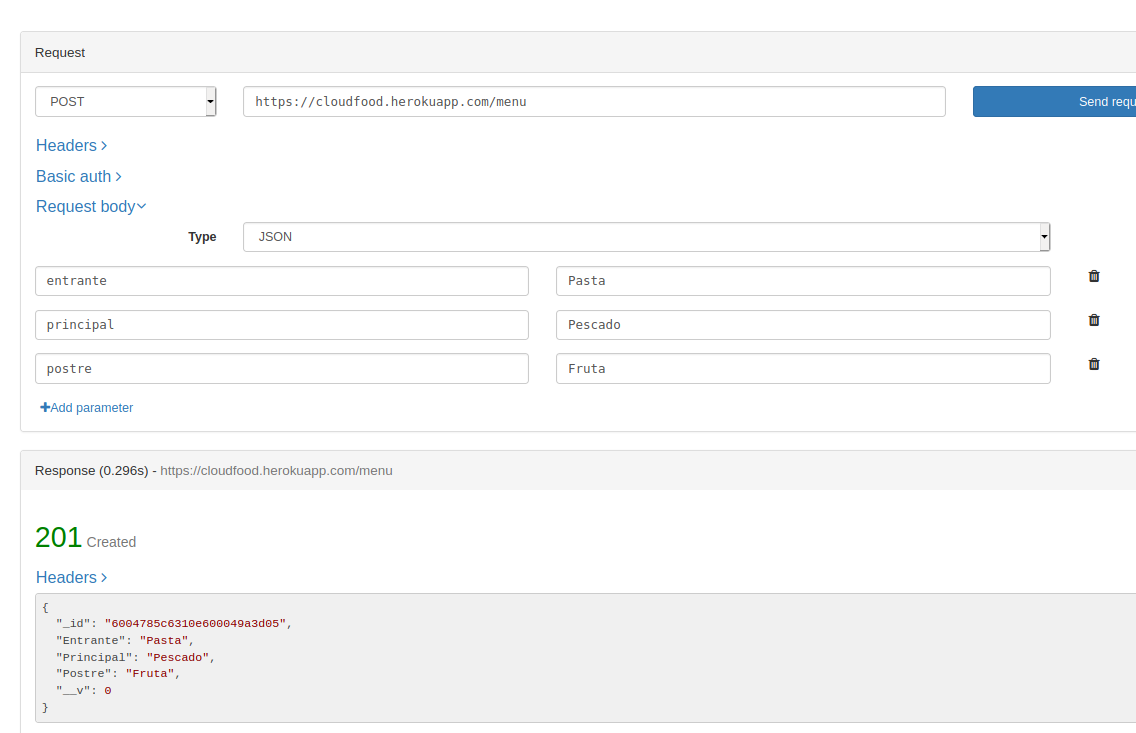 Request
POST https://cloudfood.herokuapp.com/menu Send requ
Headers
Basic auth
Request body
Type JSON
entrante Pasta
principal Pescado
postre Fruta
Add parameter
Response (0.296s) - https://cloudfood.herokuapp.com/menu
201 Created
Headers
{
"_id": "6004785c6310e600049a3d05",
"Entrante": "Pasta",
"Principal": "Pescado",
"Postre": "Fruta",
"__v": 0
}